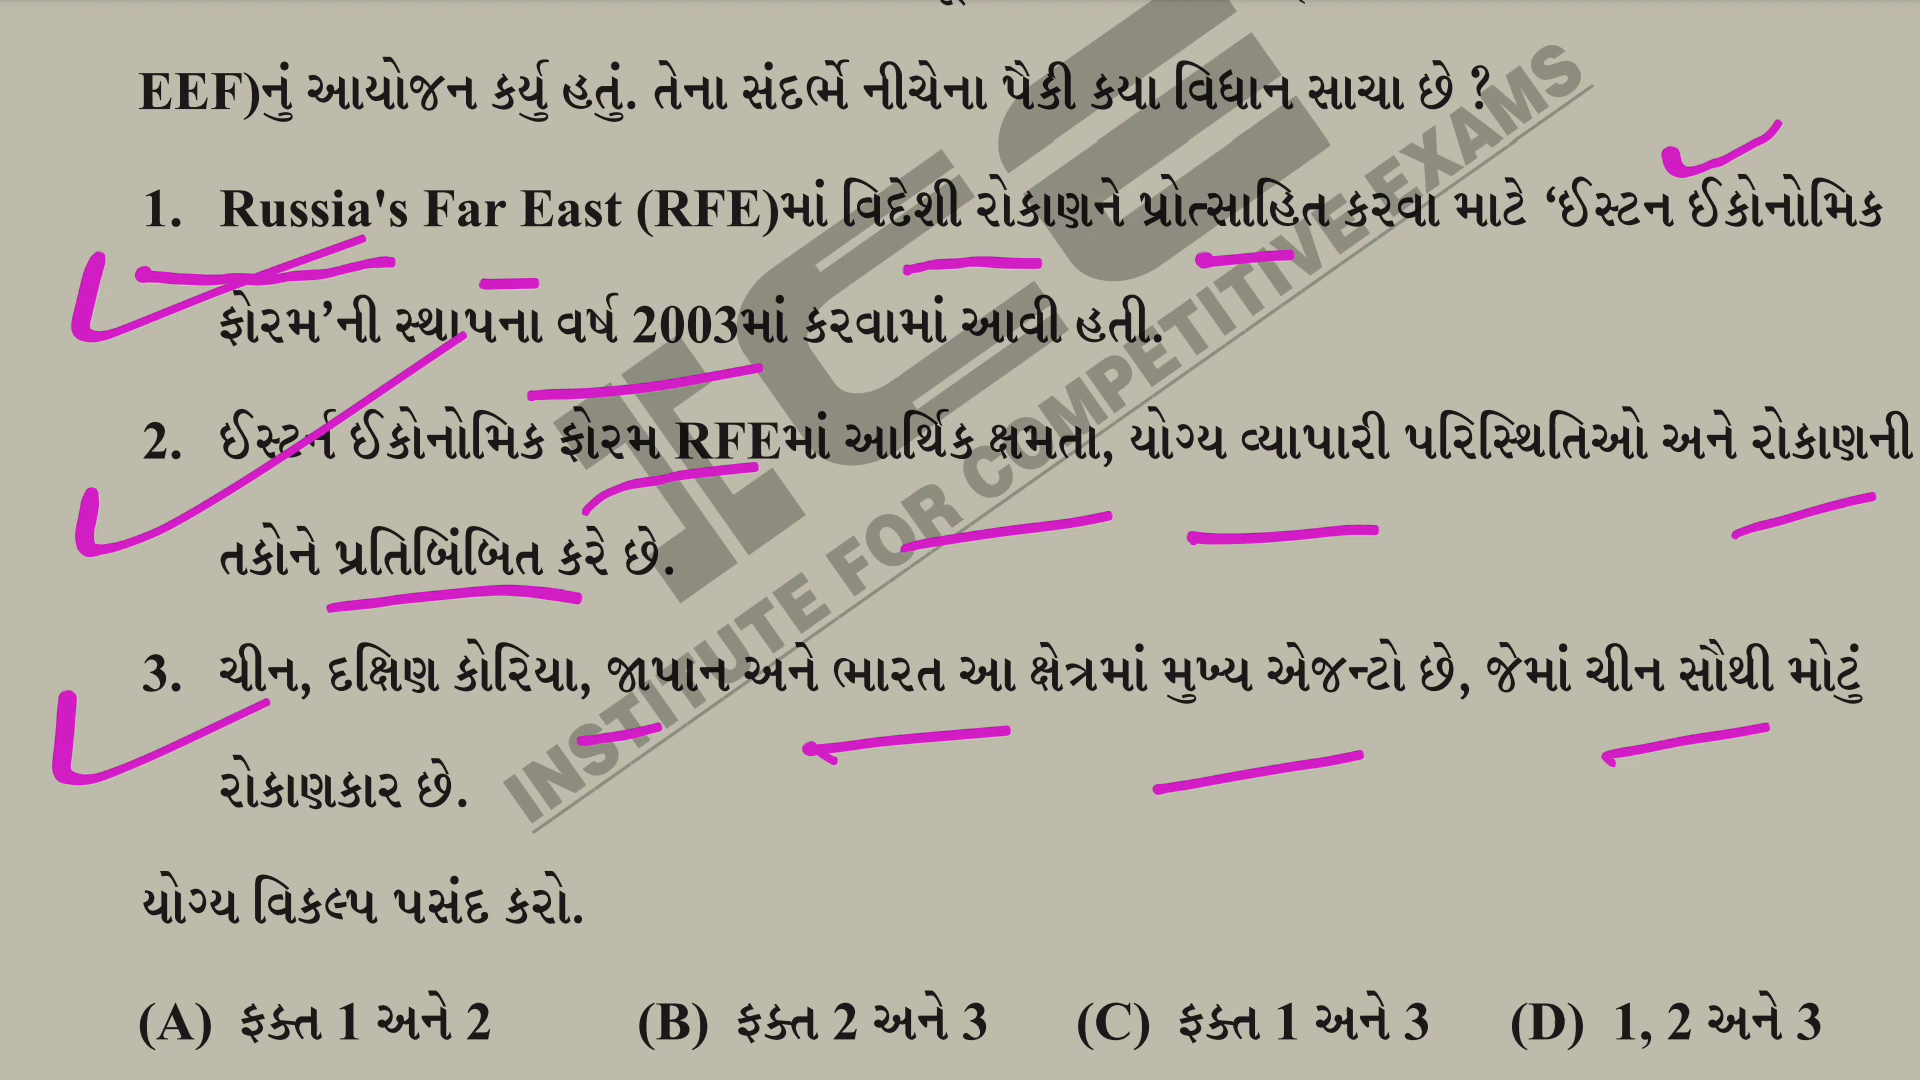 EEF)નું આયોજન કર્યુ હતું. તેના સંદર્ભે નીચેના પૈકી કયા વિધાન સાચા છે ?
1. Russia's Far East (RFE)માં વિદેશી રોકાણને પ્રોત્સાહિત કરવા માટે ‘ઈસ્ટન ઈકોનોમિક
ફોરમ’ની સ્થાપના વર્ષ 2003માં કરવામાં આવી હતી.
2. ઈસ્ટર્ન ઈકોનોમિક ફોરમ RFEમાં આર્થિક ક્ષમતા, યોગ્ય વ્યાપારી પરિસ્થિતિઓ અને રોકાણની
તકોને પ્રતિબિંબિત કરે છે.
3. ચીન, દક્ષિણ કોરિયા, જાપાન અને ભારત આ ક્ષેત્રમાં મુખ્ય એજન્ટો છે, જેમાં ચીન સૌથી મોટું
રોકાણકાર છે.
યોગ્ય વિકલ્પ પસંદ કરો.
(A) ફક્ત 1 અને 2 (B) ફક્ત 2 અને 3 (C) ફક્ત 1 અને 3 (D) 1, 2 અને 3
ICE
INSTITUTE FOR COMPETITIVE EXAMS